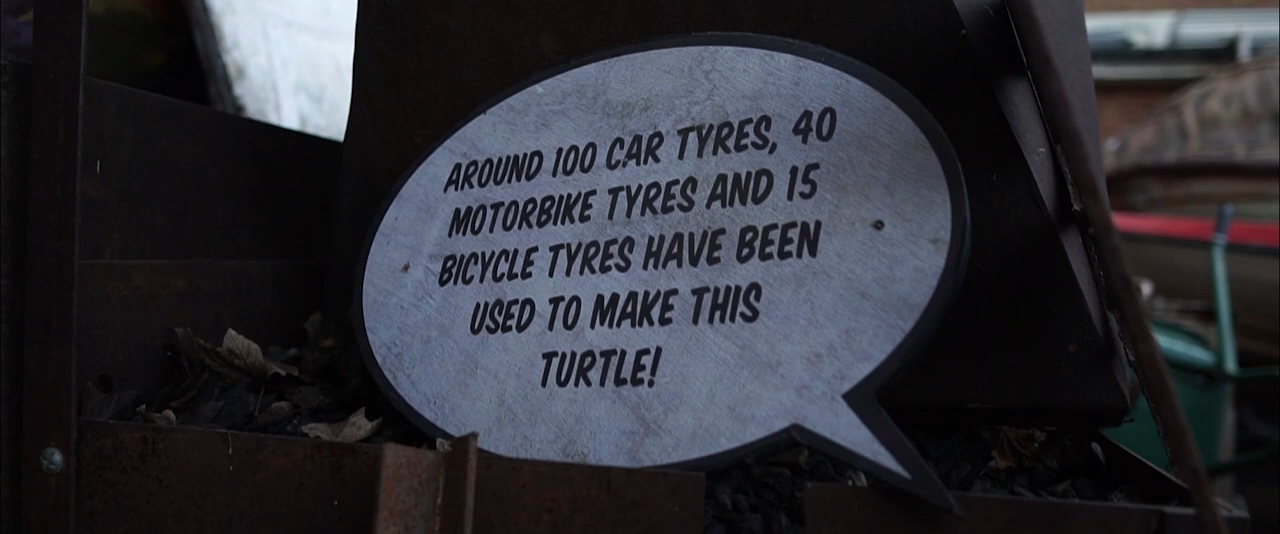 AROUND 100 CAR TYRES, 40
MOTORBIKE TYRES AND 15
BICYCLE TYRES HAVE BEEN
USED TO MAKE THIS
TURTLE!